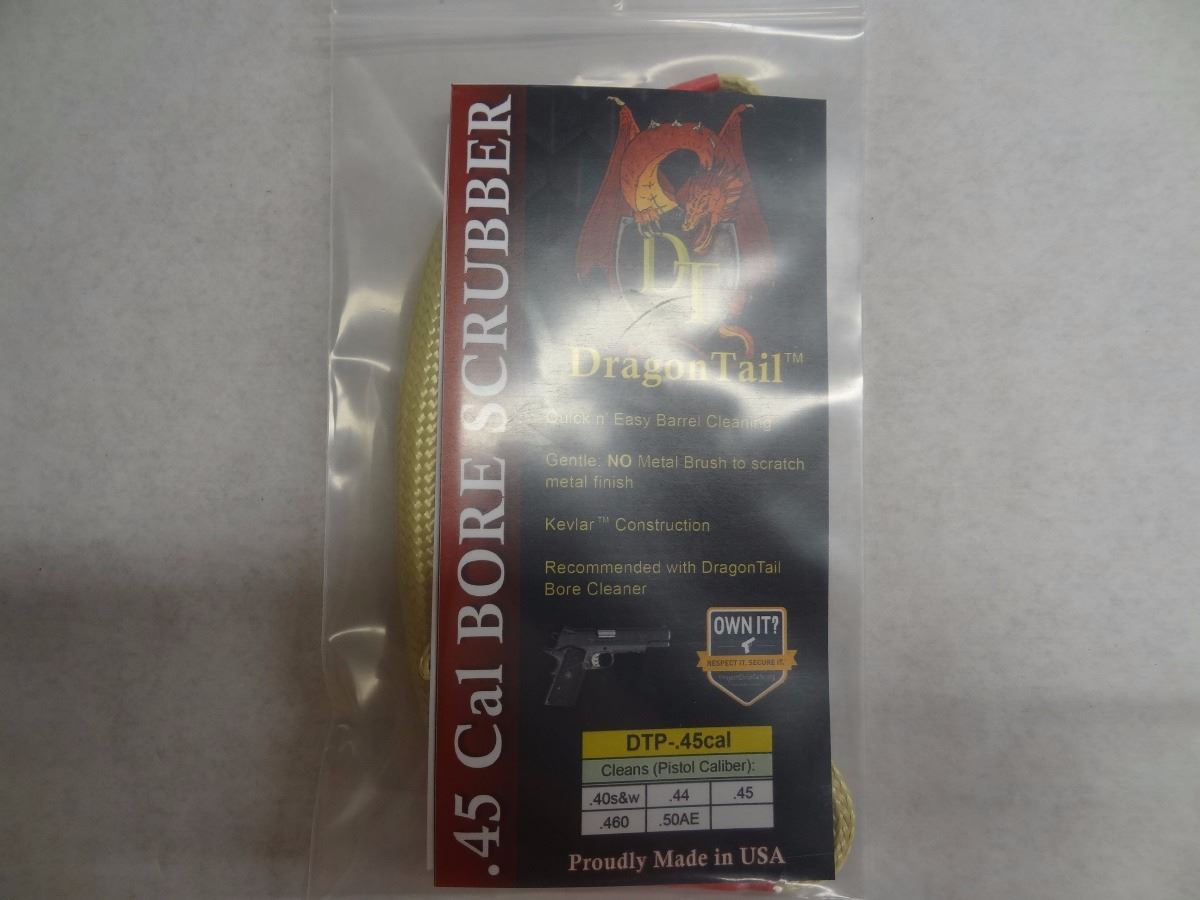 .45 Cal BORE SCRUBBER
DT
DragonTail™
Quick n' Easy Barrel Cleaning
Gentle: NO Metal Brush to scratch
metal finish
Kevlar™ Construction
Recommended with DragonTail
Bore Cleaner
OWN IT?
RESPECT IT. SECURE IT.
DTP-.45cal
Cleans (Pistol Caliber):
.40s&w .44 .45
.460 .50AE
Proudly Made in USA